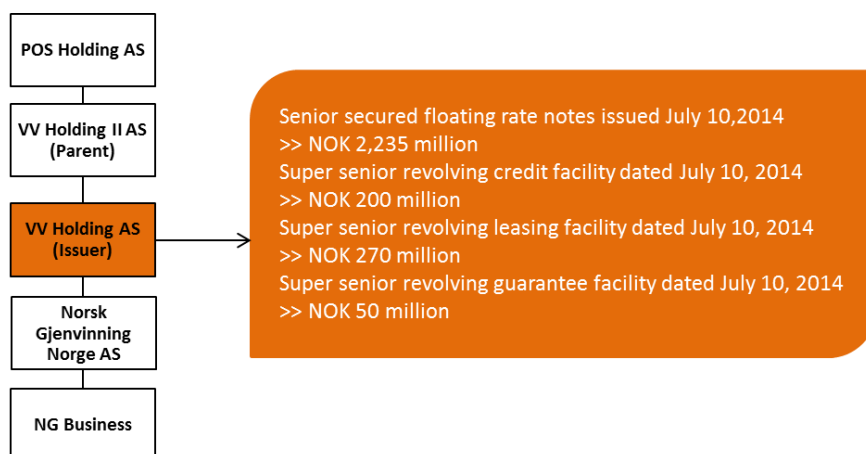 POS Holding AS
VV Holding II AS
(Parent)
VV Holding AS
(Issuer)
Norsk
Gjenvinning
Norge AS
NG Business
Senior secured floating rate notes issued July 10,2014
>> NOK 2,235 million
Super senior revolving credit facility dated July 10, 2014
>> NOK 200 million
Super senior revolving leasing facility dated July 10, 2014
>> NOK 270 million
Super senior revolving guarantee facility dated July 10, 2014
>> NOK 50 million